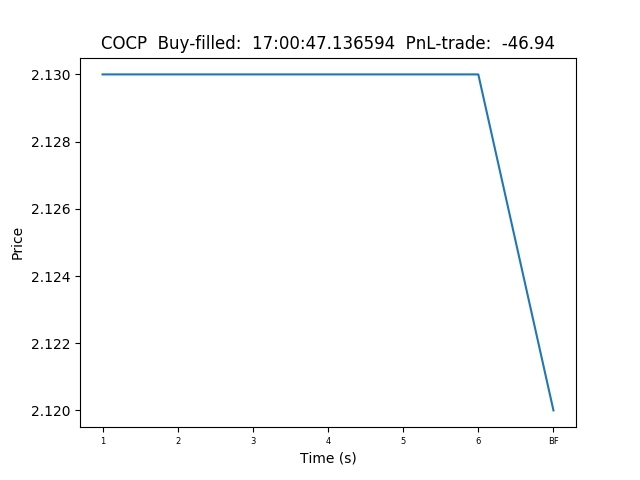 COCP  Buy-filled:  17:00:47.136594  PnL-trade:  -46.94
2.130
2.128
2.126
2.124
2.122
2.120
Price
1 2 3 4 5 6 BF
Time (s)